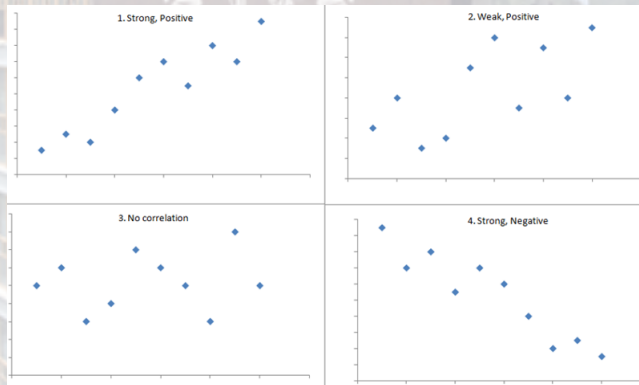 1. Strong, Positive
2. Weak, Positive
3. No correlation
4. Strong, Negative